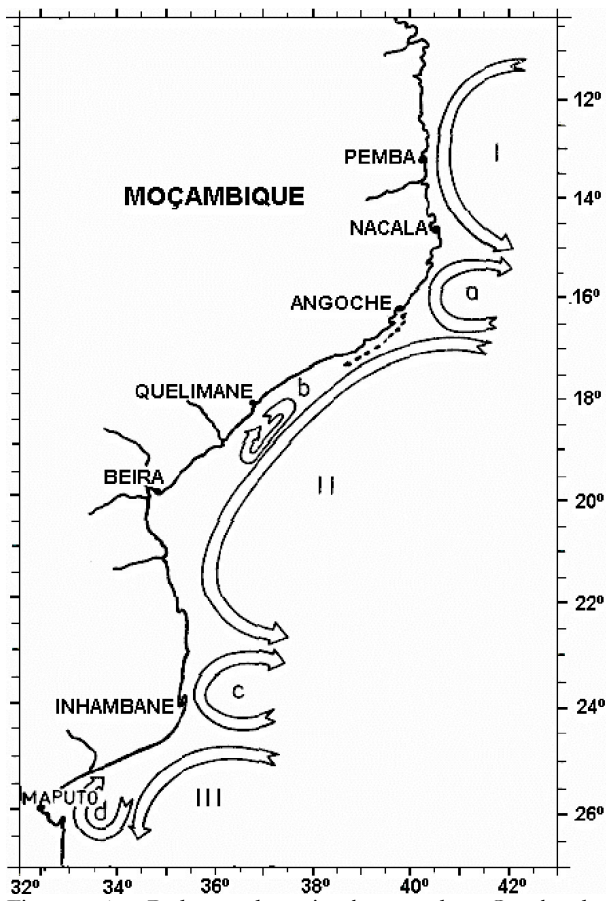 12º
I
PEMBA
MOÇAMBIQUE
14º
NACALA
a
16º
ANGOCHE
b
QUELIMANE
18º
BEIRA
II
20º
22º
c
INHAMBANE
24º
MAPUTO
d
III
26º
32º 34º 36º 38º 40º 42º